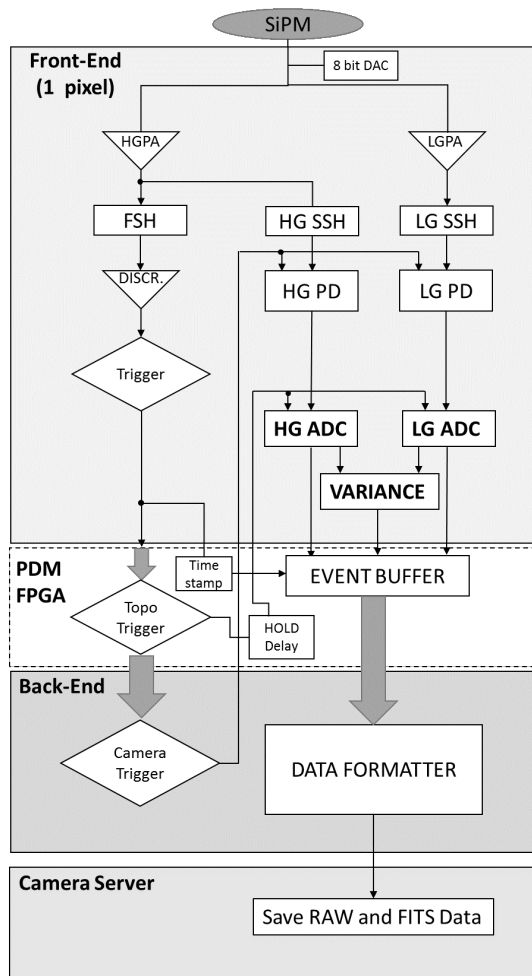 SiPM
Front-End
(1 pixel)
8 bit DAC
HGPA
LGPA
FSH
HG SSH
LG SSH
DISCR.
HG PD
LG PD
Trigger
HG ADC
LG ADC
VARIANCE
PDM
FPGA
Time
stamp
EVENT BUFFER
Topo
Trigger
HOLD
Delay
Back-End
Camera
Trigger
DATA FORMATTER
Camera Server
Save RAW and FITS Data